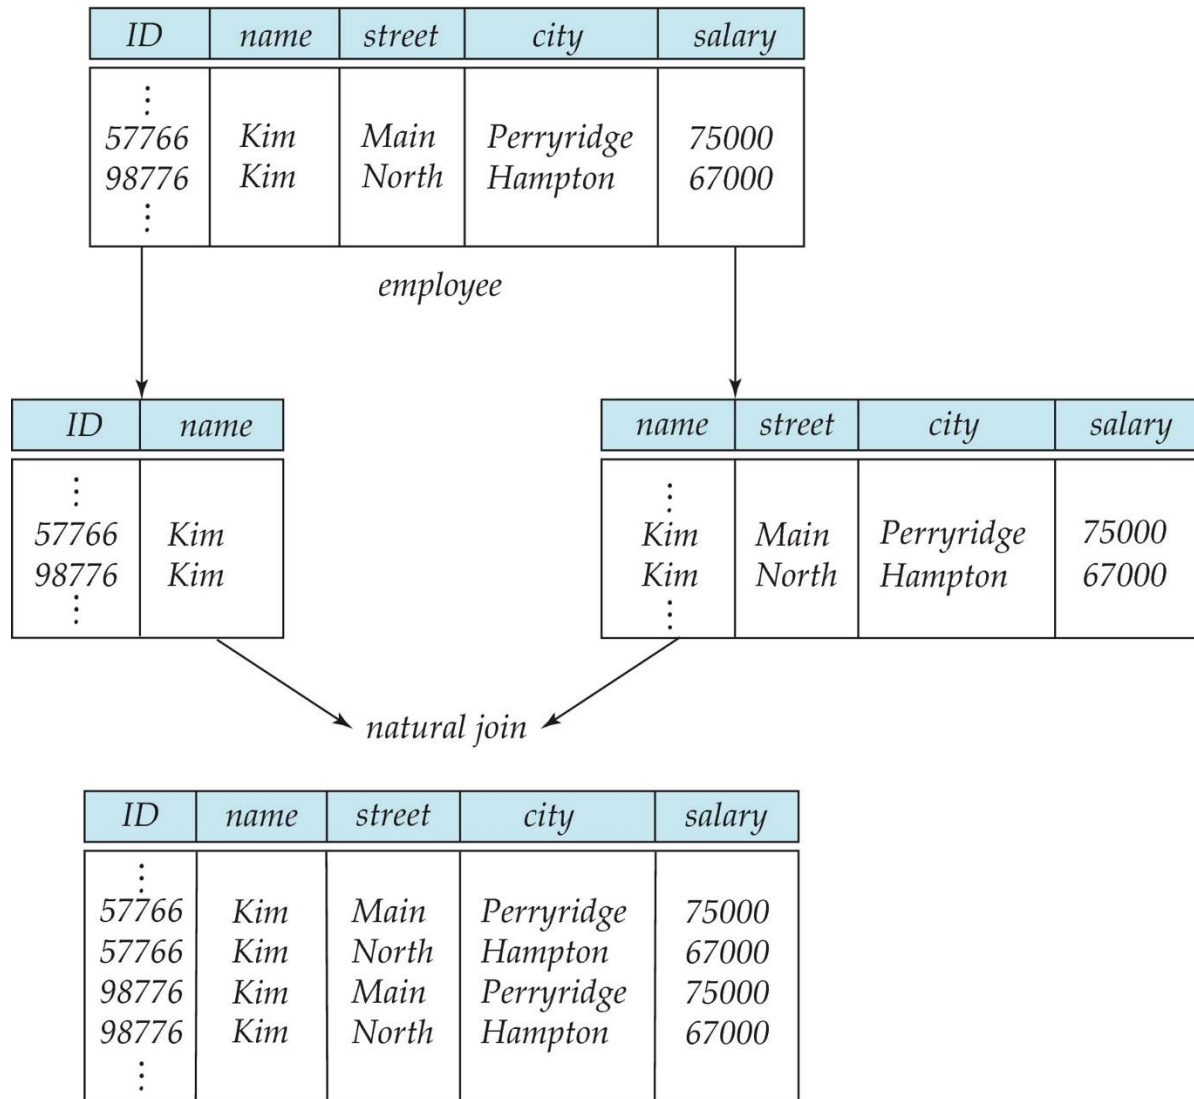 ID name street city salary
⋮
57766 Kim Main Perryridge 75000
98776 Kim North Hampton 67000
⋮
employee
ID name
⋮
57766 Kim
98776 Kim
⋮
name street city salary
⋮
Kim Main Perryridge 75000
Kim North Hampton 67000
⋮
natural join
ID name street city salary
⋮
57766 Kim Main Perryridge 75000
57766 Kim North Hampton 67000
98776 Kim Main Perryridge 75000
98776 Kim North Hampton 67000
⋮